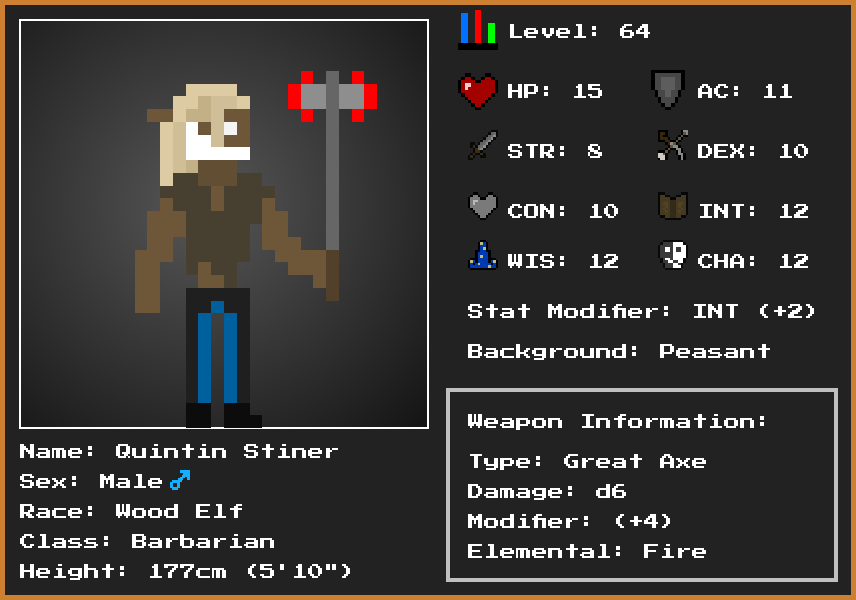 Level: 64
HP: 15
AC: 11
STR: 8
DEX: 10
CON: 10
INT: 12
WIS: 12
CHA: 12
Stat Modifier: INT (+2)
Background: Peasant
Weapon Information:
Type: Great Axe
Damage: d6
Modifier: (+4)
Elemental: Fire
Name: Quintin Stiner
Sex: Male♂
Race: Wood Elf
Class: Barbarian
Height: 177cm (5'10")